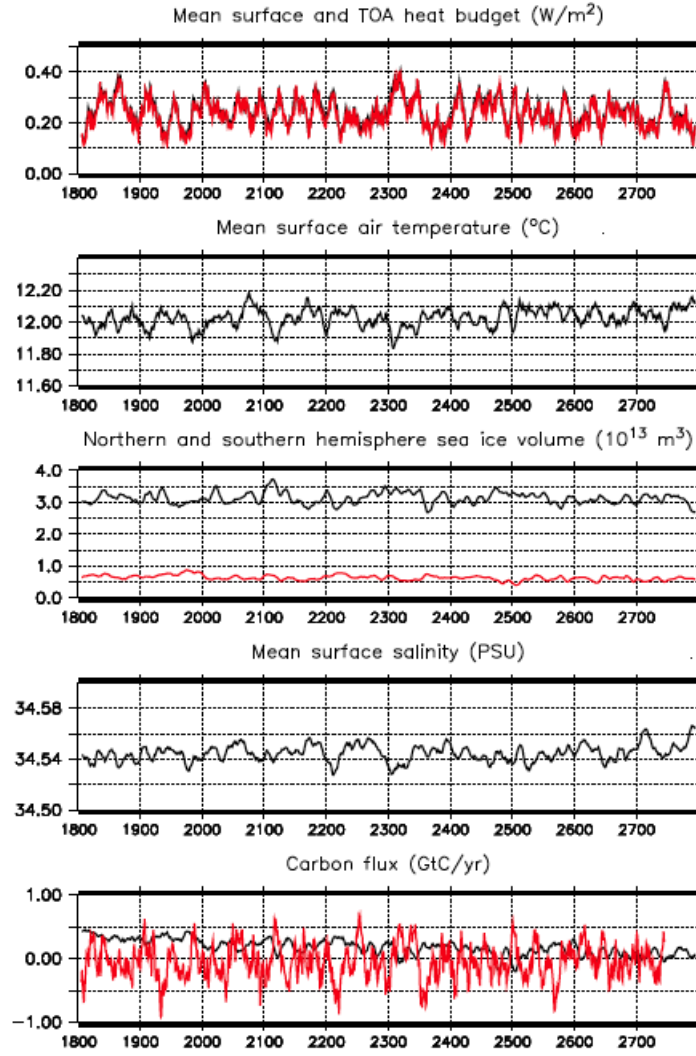 Mean surface and TOA heat budget (W/m²)
0.40
0.20
0.00
1800 1900 2000 2100 2200 2300 2400 2500 2600 2700
Mean surface air temperature (°C)
12.20
12.00
11.80
11.60
1800 1900 2000 2100 2200 2300 2400 2500 2600 2700
Northern and southern hemisphere sea ice volume (10¹³ m³)
4.0
3.0
2.0
1.0
0.0
1800 1900 2000 2100 2200 2300 2400 2500 2600 2700
Mean surface salinity (PSU)
34.58
34.54
34.50
1800 1900 2000 2100 2200 2300 2400 2500 2600 2700
Carbon flux (GtC/yr)
1.00
0.00
−1.00
1800 1900 2000 2100 2200 2300 2400 2500 2600 2700